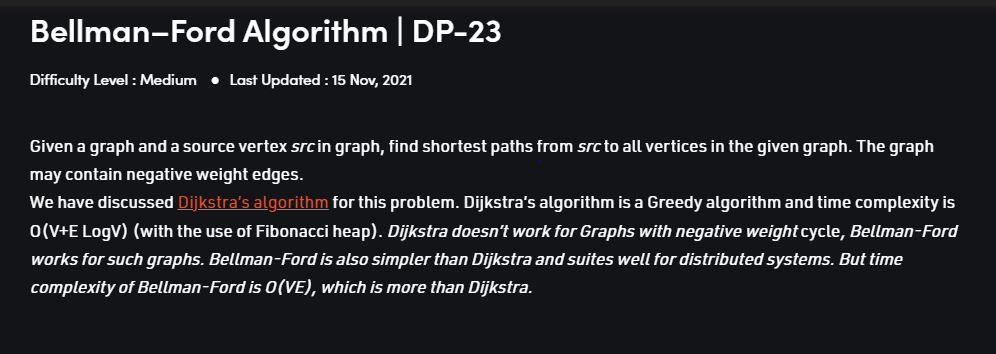 Bellman–Ford Algorithm | DP-23
Difficulty Level : Medium ● Last Updated : 15 Nov, 2021
Given a graph and a source vertex src in graph, find shortest paths from src to all vertices in the given graph. The graph
may contain negative weight edges.
We have discussed Dijkstra's algorithm for this problem. Dijkstra's algorithm is a Greedy algorithm and time complexity is
O(V+E LogV) (with the use of Fibonacci heap). Dijkstra doesn't work for Graphs with negative weight cycle, Bellman-Ford
works for such graphs. Bellman-Ford is also simpler than Dijkstra and suites well for distributed systems. But time
complexity of Bellman-Ford is O(VE), which is more than Dijkstra.